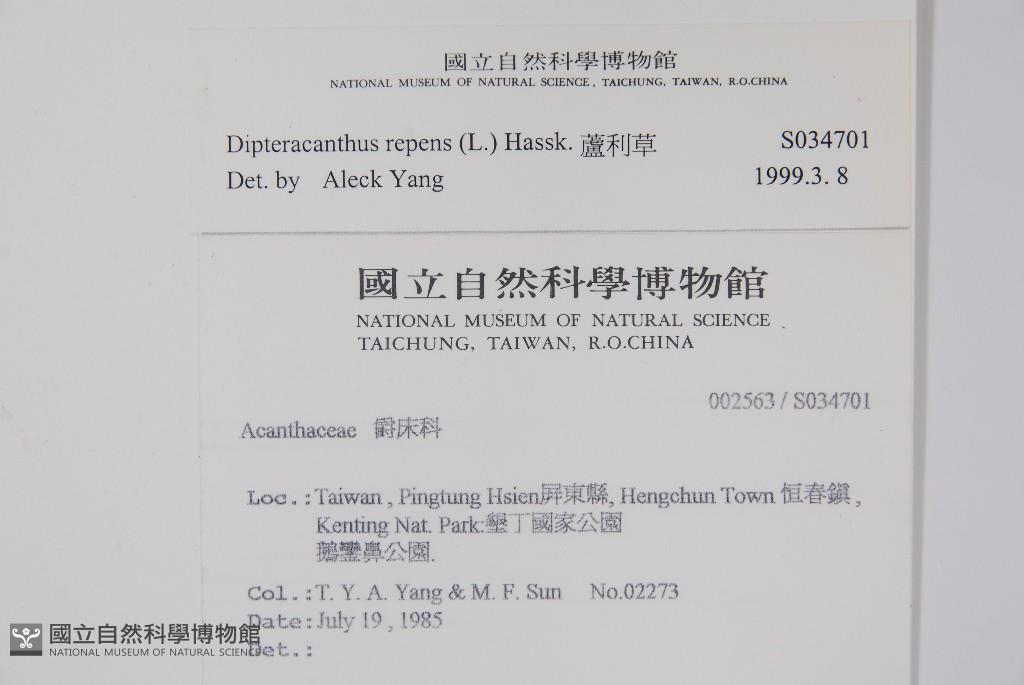 國立自然科學博物館
NATIONAL MUSEUM OF NATURAL SCIENCE, TAICHUNG, TAIWAN, R.O.CHINA
Dipteracanthus repens (L.) Hassk. 蘆利草 S034701
Det. by Aleck Yang 1999.3. 8
國立自然科學博物館
NATIONAL MUSEUM OF NATURAL SCIENCE,
TAICHUNG, TAIWAN, R.O.CHINA
002563 / S034701
Acanthaceae 爵床科
Loc.:Taiwan , Pingtung Hsien屏東縣, Hengchun Town 恒春鎮 ,
Kenting Nat. Park:墾丁國家公園
鵝鑾鼻公園.
Col.:T. Y. A. Yang & M. F. Sun No.02273
Date:July 19 , 1985
Det.:
國立自然科學博物館
NATIONAL MUSEUM OF NATURAL SCIENCE